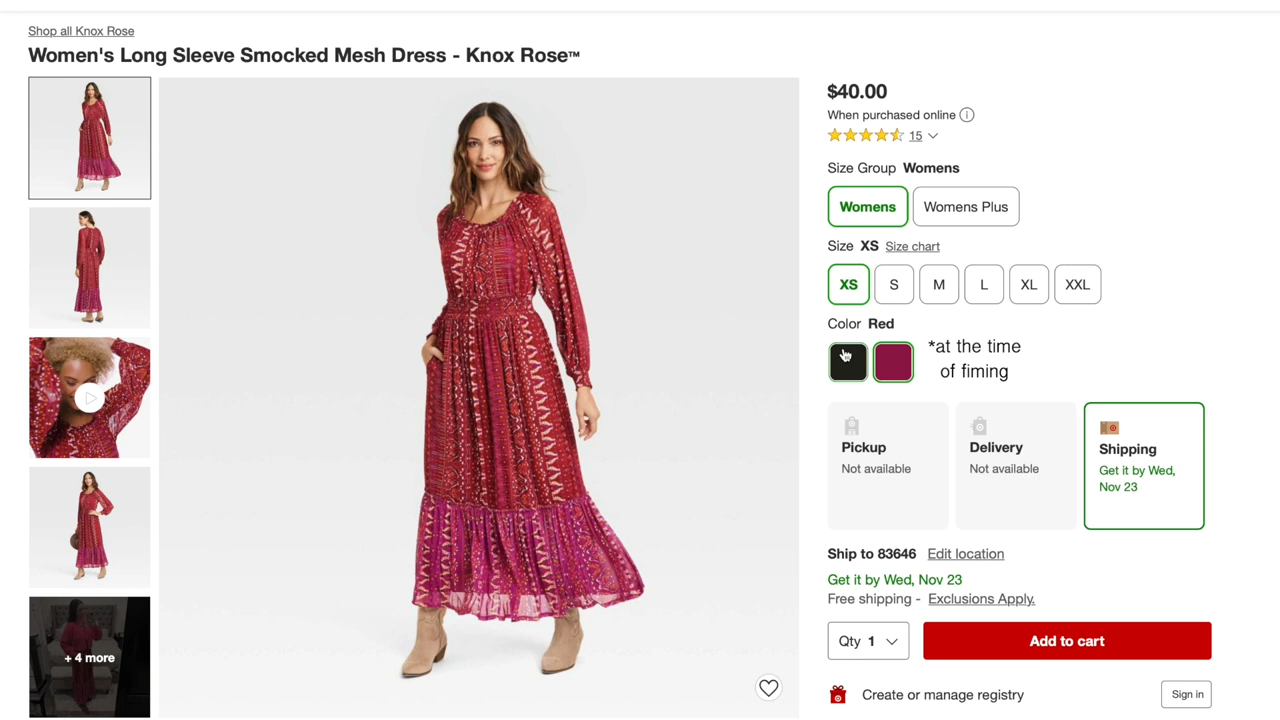 Shop all Knox Rose
Women's Long Sleeve Smocked Mesh Dress - Knox Rose™
+ 4 more
$40.00
When purchased online
15
Size Group Womens
Womens Womens Plus
Size XS Size chart
XS S M L XL XXL
Color Red
*at the time
of fiming
Pickup
Not available
Delivery
Not available
Shipping
Get it by Wed,
Nov 23
Ship to 83646 Edit location
Get it by Wed, Nov 23
Free shipping - Exclusions Apply.
Qty 1
Add to cart
Create or manage registry
Sign in